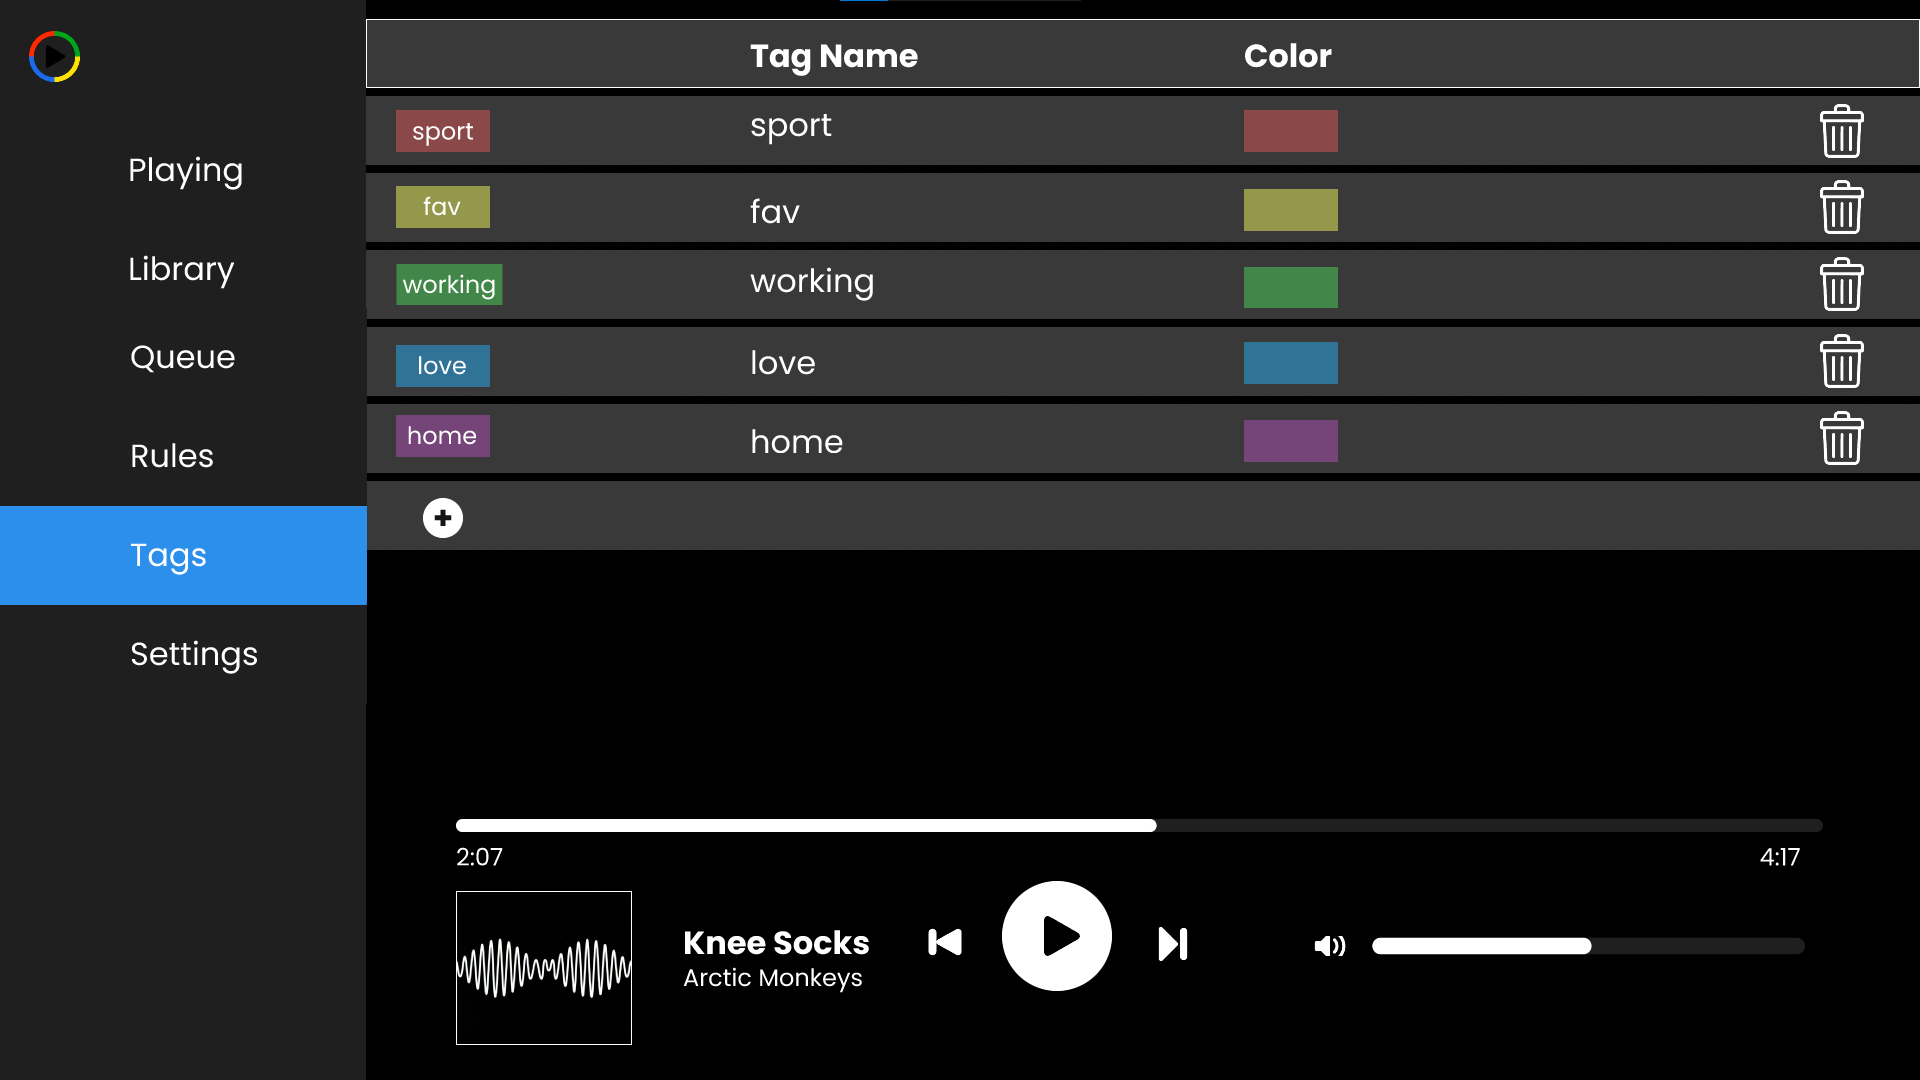 Tag Name Color
sport sport
fav fav
working working
love love
home home
Playing
Library
Queue
Rules
Tags
Settings
2:07 4:17
Knee Socks
Arctic Monkeys